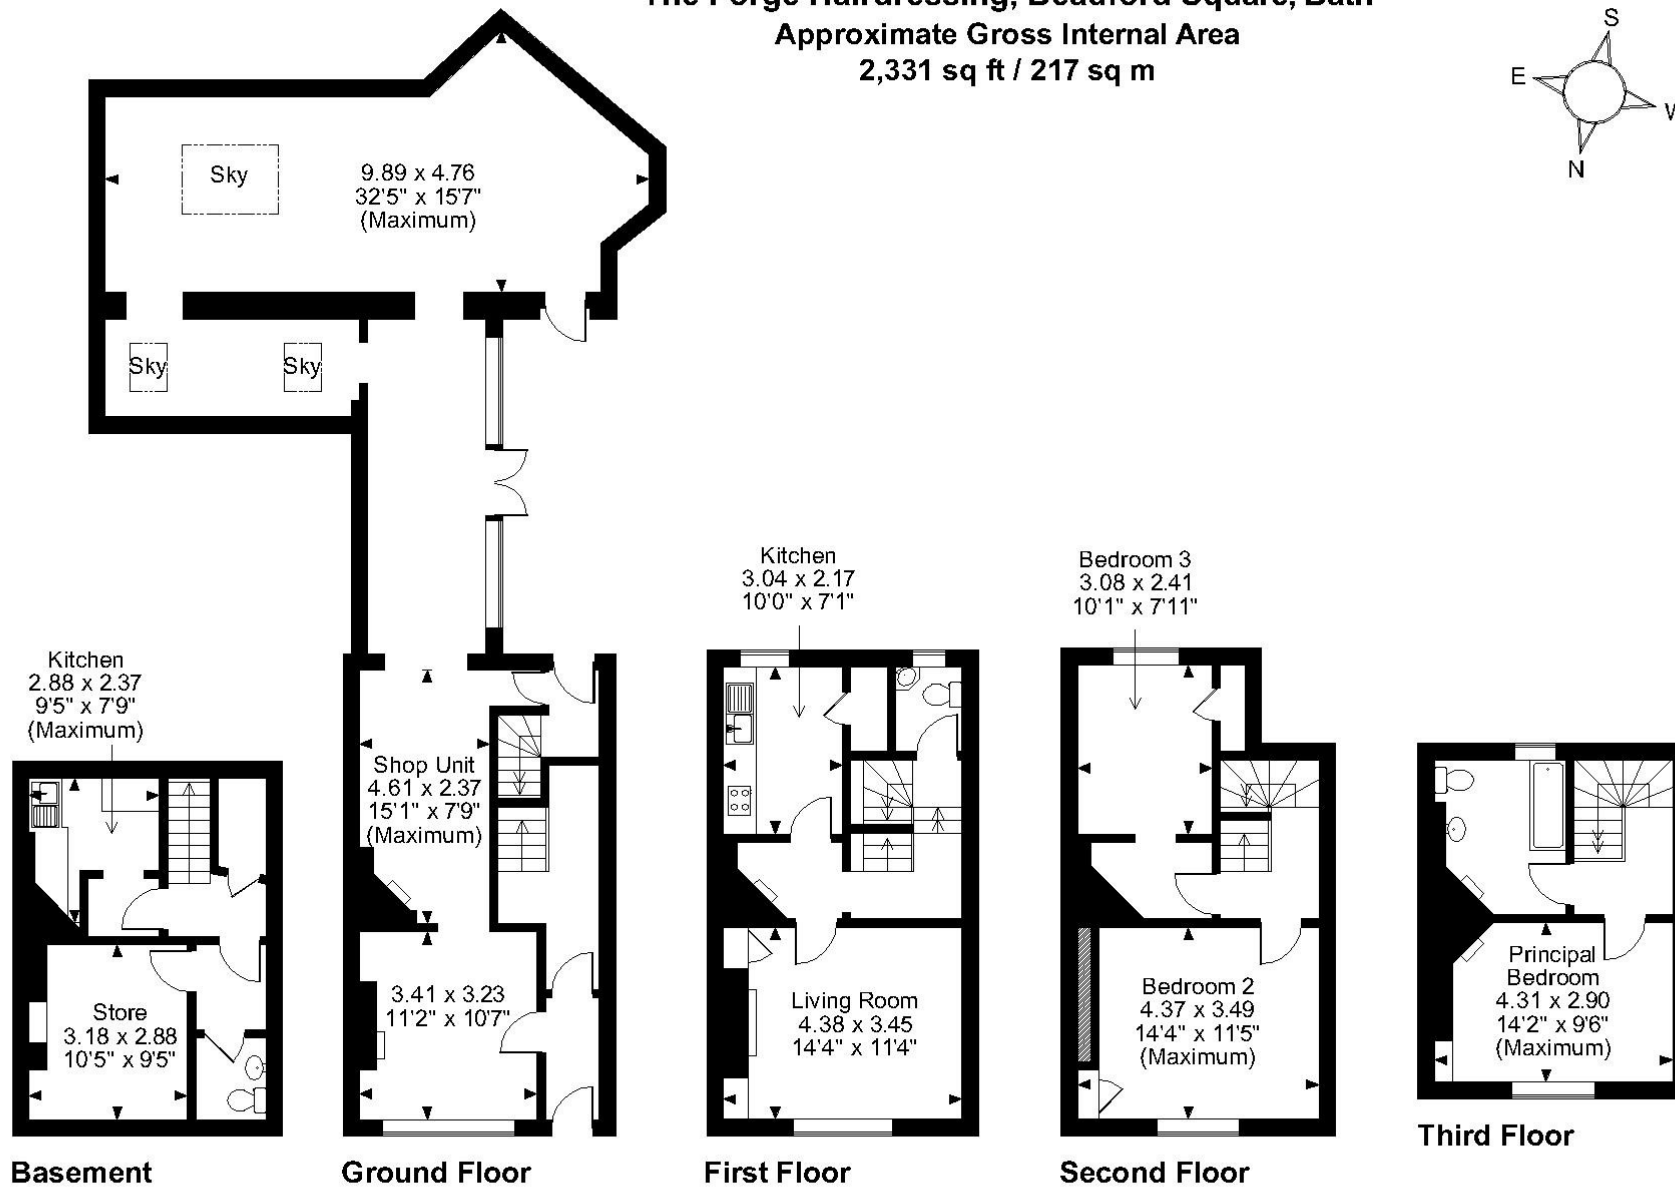 The Forge Hairdressing, Beauford Square, Bath
Approximate Gross Internal Area
2,331 sq ft / 217 sq m
S
E
W
N
Sky
9.89 x 4.76
32'5" x 15'7"
(Maximum)
Sky
Sky
Kitchen
2.88 x 2.37
9'5" x 7'9"
(Maximum)
Store
3.18 x 2.88
10'5" x 9'5"
Basement
Shop Unit
4.61 x 2.37
15'1" x 7'9"
(Maximum)
3.41 x 3.23
11'2" x 10'7"
Ground Floor
Kitchen
3.04 x 2.17
10'0" x 7'1"
Living Room
4.38 x 3.45
14'4" x 11'4"
First Floor
Bedroom 3
3.08 x 2.41
10'1" x 7'11"
Bedroom 2
4.37 x 3.49
14'4" x 11'5"
(Maximum)
Second Floor
Principal
Bedroom
4.31 x 2.90
14'2" x 9'6"
(Maximum)
Third Floor